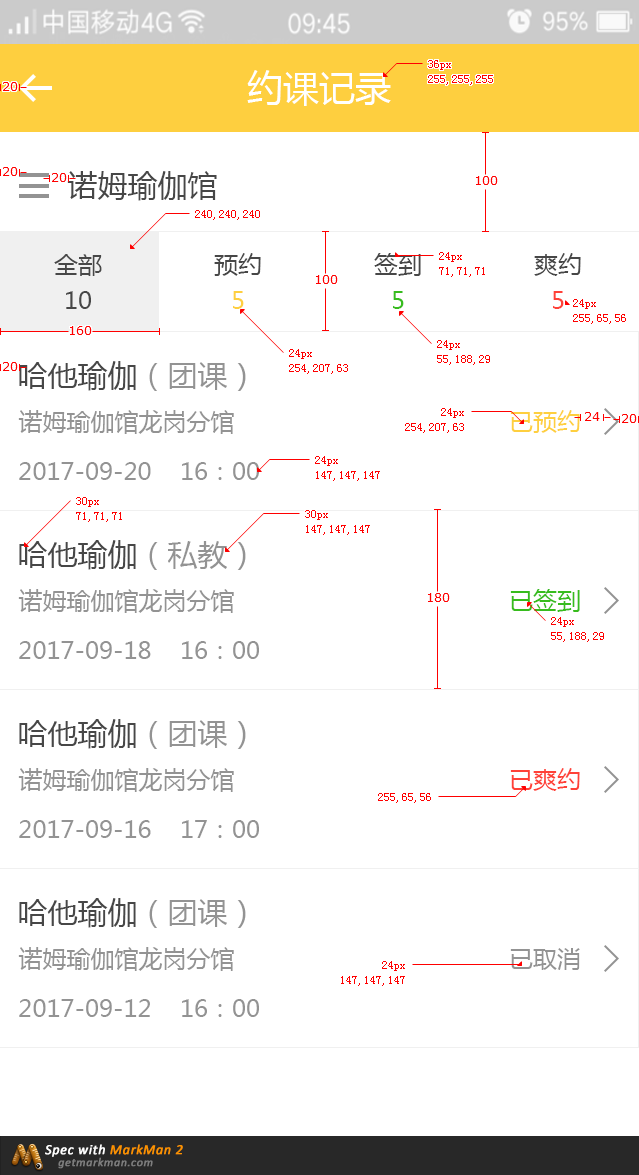 中国移动4G 09:45 95%
约课记录
36px
255, 255, 255
20
20
20
诺姆瑜伽馆
100
240, 240, 240
全部 预约 签到 爽约
10 5 5 5
24px
71, 71, 71
100
24px
255, 65, 56
160
24px
254, 207, 63
24px
55, 188, 29
20
哈他瑜伽（团课）
诺姆瑜伽馆龙岗分馆
已预约
24px
254, 207, 63
24
20
2017-09-20 16：00
24px
147, 147, 147
30px
71, 71, 71
30px
147, 147, 147
哈他瑜伽（私教）
诺姆瑜伽馆龙岗分馆
已签到
180
24px
55, 188, 29
2017-09-18 16：00
哈他瑜伽（团课）
诺姆瑜伽馆龙岗分馆
已爽约
255, 65, 56
2017-09-16 17：00
哈他瑜伽（团课）
诺姆瑜伽馆龙岗分馆
已取消
24px
147, 147, 147
2017-09-12 16：00
Spec with MarkMan 2
getmarkman.com